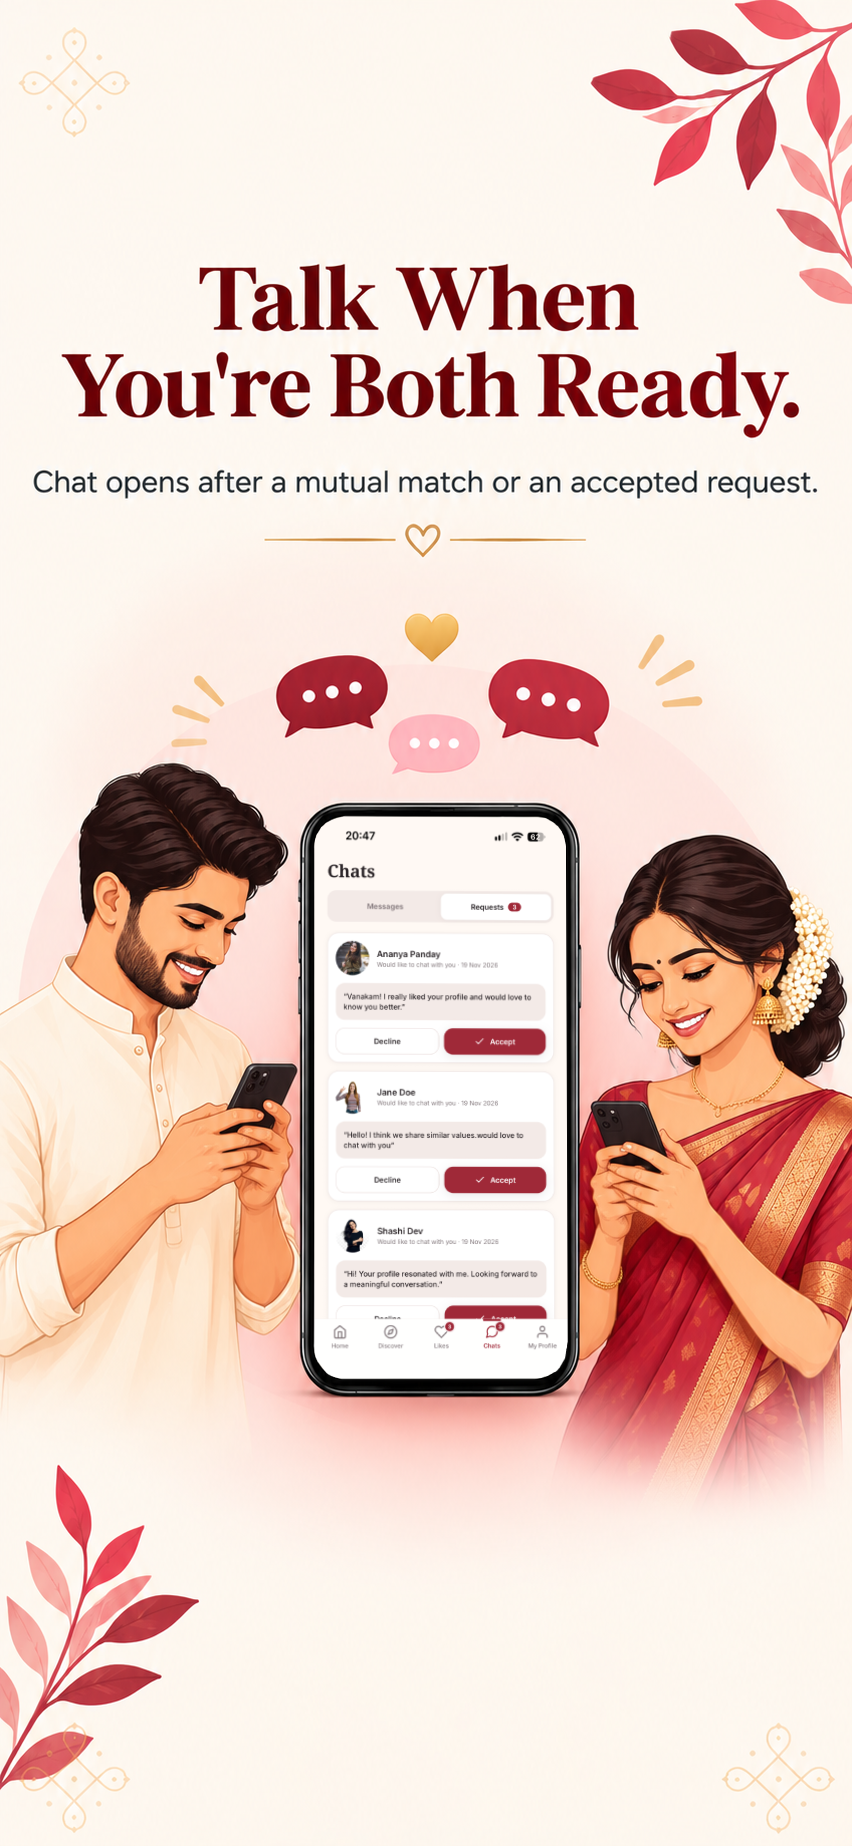 Talk When
You're Both Ready.
Chat opens after a mutual match or an accepted request.
20:47
62
Chats
Messages
Requests 3
Ananya Panday
Would like to chat with you · 19 Nov 2026
"Vanakam! I really liked your profile and would love to
know you better."
Decline
Accept
Jane Doe
Would like to chat with you · 19 Nov 2026
"Hello! I think we share similar values.would love to
chat with you"
Decline
Accept
Shashi Dev
Would like to chat with you · 19 Nov 2026
"Hi! Your profile resonated with me. Looking forward to
a meaningful conversation."
Decline
Accept
3
3
Home
Discover
Likes
Chats
My Profile